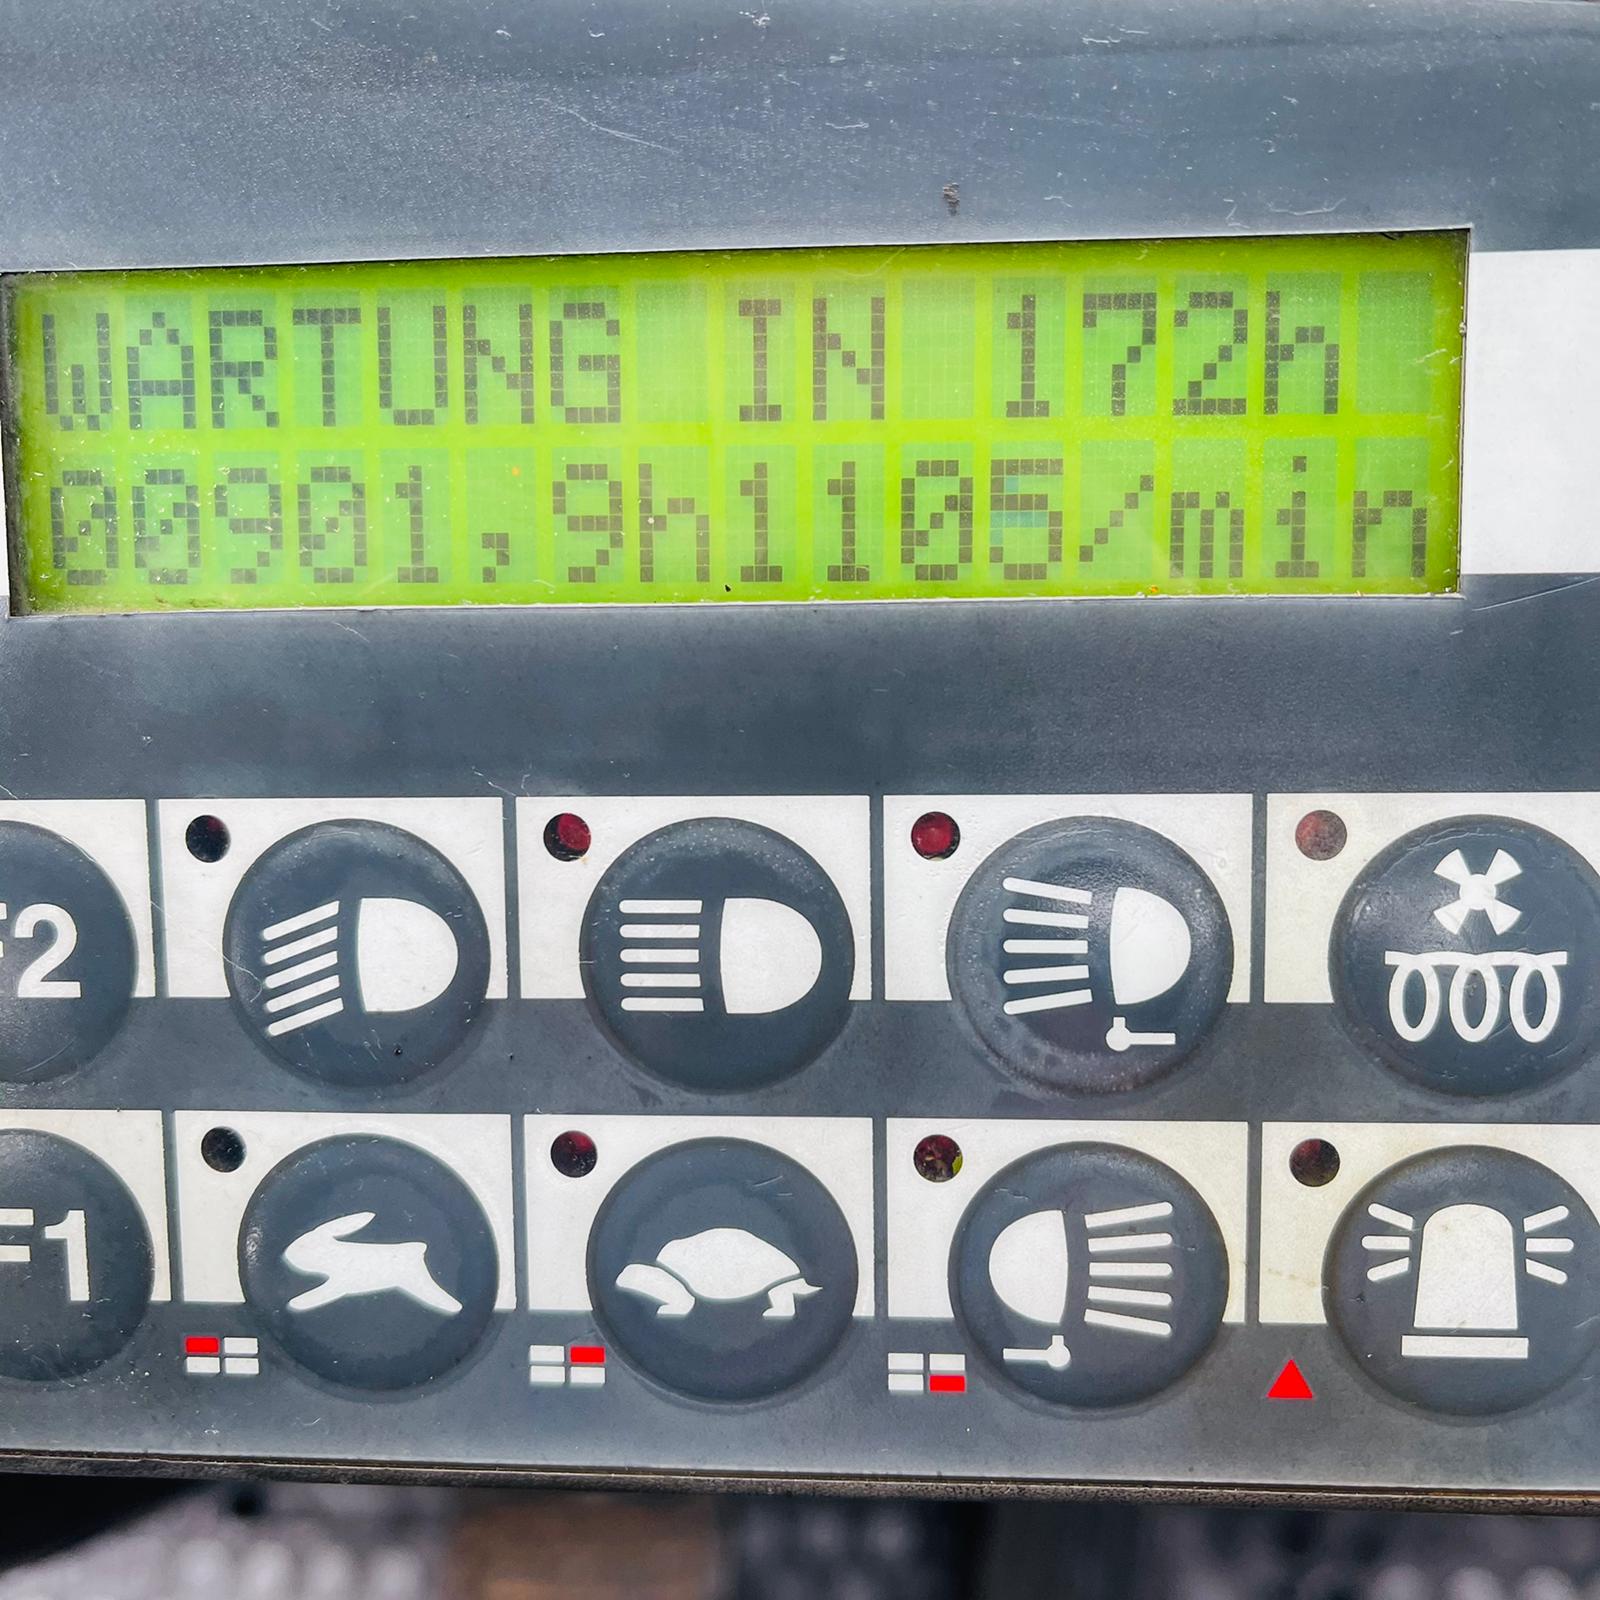 WARTUNG IN 172h
00901,9h1105/min
F2
F1